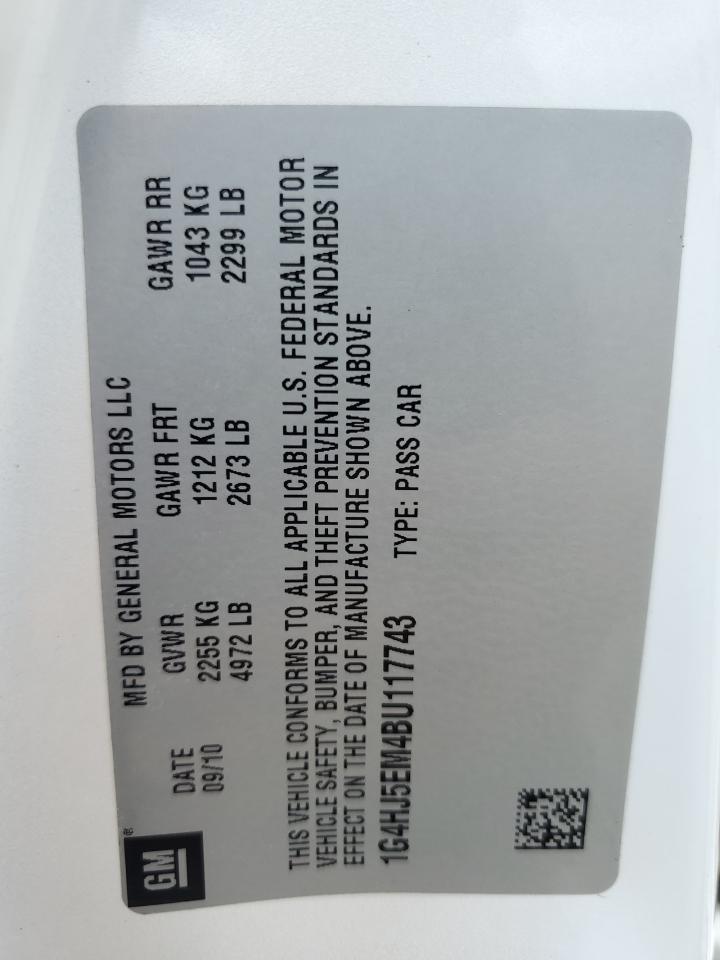 GM®
MFD BY GENERAL MOTORS LLC
DATE GVWR GAWR FRT GAWR RR
09/10 2255 KG 1212 KG 1043 KG
4972 LB 2673 LB 2299 LB
THIS VEHICLE CONFORMS TO ALL APPLICABLE U.S. FEDERAL MOTOR
VEHICLE SAFETY, BUMPER, AND THEFT PREVENTION STANDARDS IN
EFFECT ON THE DATE OF MANUFACTURE SHOWN ABOVE.
1G4HJ5EM4BU117743 TYPE: PASS CAR